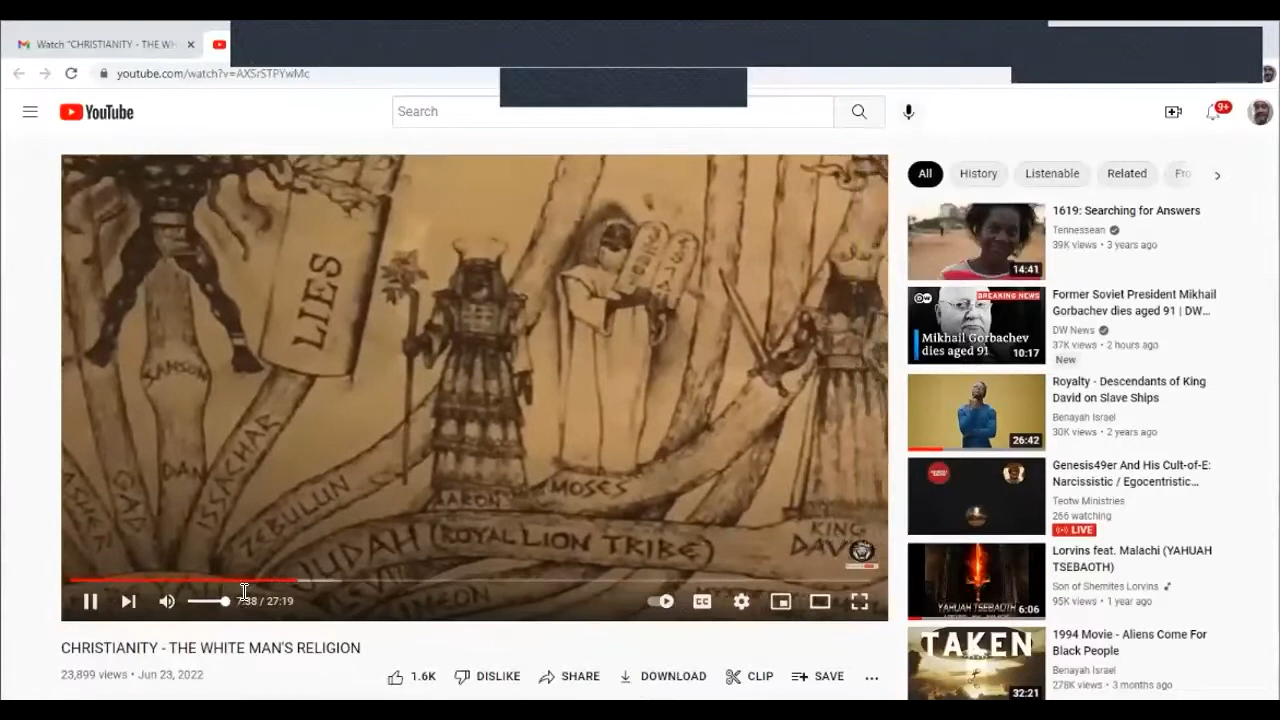 Watch "CHRISTIANITY - THE WH
youtube.com/watch?v=AXSrSTPYwMc
YouTube
Search
9+
LIES
SAMSON
DAN
GAD
ISSACHAR
ZEBULUN
AARON
MOSES
JUDAH (ROYAL LION TRIBE)
KING
DAVI
7:38 / 27:19
CC
CHRISTIANITY - THE WHITE MAN'S RELIGION
23,899 views • Jun 23, 2022
1.6K
DISLIKE
SHARE
DOWNLOAD
CLIP
SAVE
All
History
Listenable
Related
Fro
14:41
1619: Searching for Answers
Tennessean
39K views • 3 years ago
DW
BREAKING NEWS
Mikhail Gorbachev
dies aged 91
10:17
Former Soviet President Mikhail
Gorbachev dies aged 91 | DW...
DW News
37K views • 2 hours ago
New
26:42
Royalty - Descendants of King
David on Slave Ships
Benayah Israel
30K views • 2 years ago
Genesis49er And His Cult-of-E:
Narcissistic / Egocentristic...
Teotw Ministries
266 watching
LIVE
YAHUAH TSEBAOTH
6:06
Lorvins feat. Malachi (YAHUAH
TSEBAOTH)
Son of Shemites Lorvins
95K views • 1 year ago
TAKEN
32:21
1994 Movie - Aliens Come For
Black People
Benayah Israel
278K views • 3 months ago